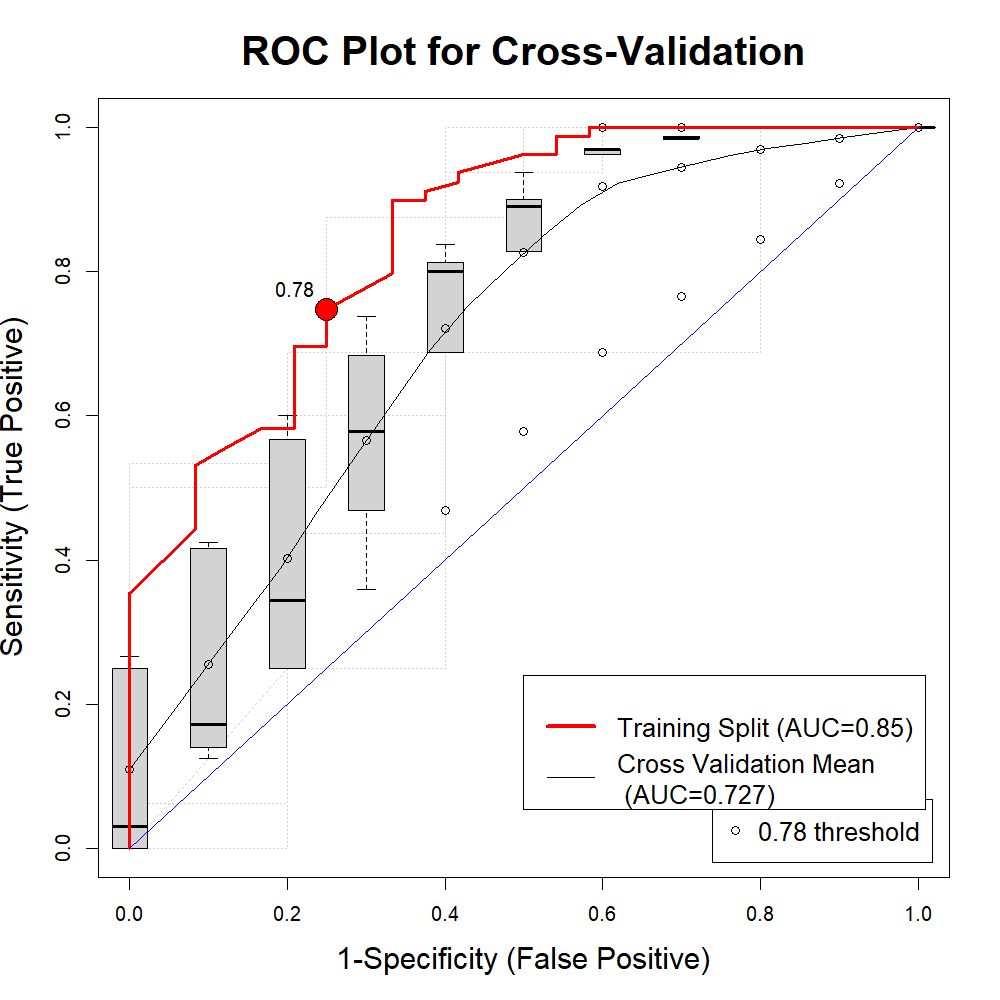 ROC Plot for Cross-Validation
Sensitivity (True Positive)
1.0
0.8
0.6
0.4
0.2
0.0
0.78
Training Split (AUC=0.85)
Cross Validation Mean
(AUC=0.727)
0.78 threshold
0.0 0.2 0.4 0.6 0.8 1.0
1-Specificity (False Positive)